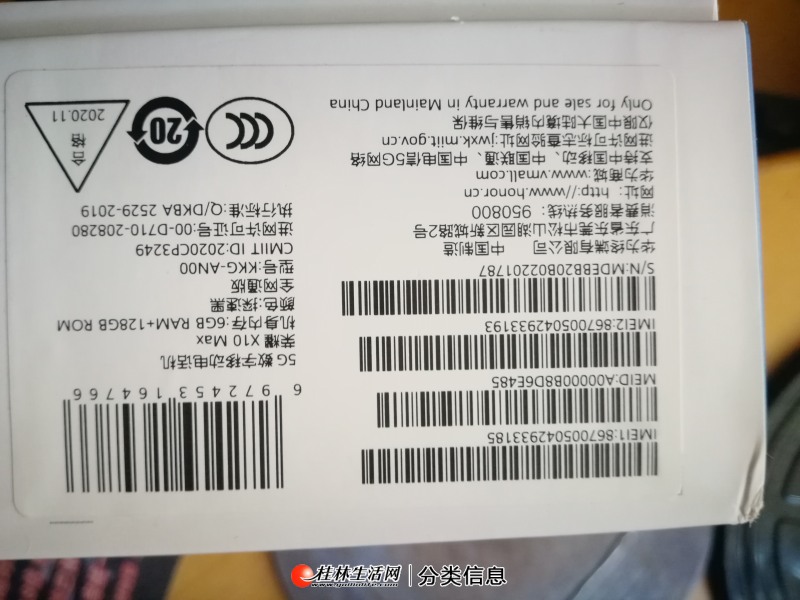 5G数字移动电话机
荣耀 X10 Max
机身内存:6GB RAM+128GB ROM
颜色:探速黑
全网通版
型号:KKG-AN00
CMIIT ID:2020CP3249
进网许可证号:00-D710-208280
执行标准:Q/DKBA 2529-2019
6 972453 164766
IMEI1:867005042933185
MEID:A00000B8D6E485
IMEI2:867005042933193
S/N:MDEBB20B02201787
华为终端有限公司 中国制造
广东省东莞市松山湖园区新城路2号
消费者服务热线:950800
网址:http://www.honor.cn
华为商城:www.vmall.com
支持中国移动、中国联通、中国电信5G网络
进网许可标志查验网址:jwxk.miit.gov.cn
仅限中国大陆境内销售与维保
Only for sale and warranty in Mainland China
CCC
20
合格
2020.11
桂林生活网
www.guilinlife.com
分类信息